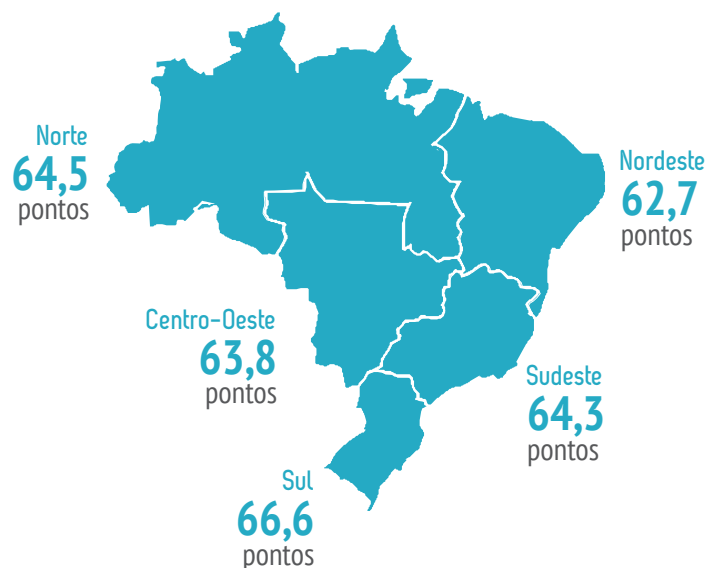 Norte
64,5
pontos
Nordeste
62,7
pontos
Centro-Oeste
63,8
pontos
Sudeste
64,3
pontos
Sul
66,6
pontos